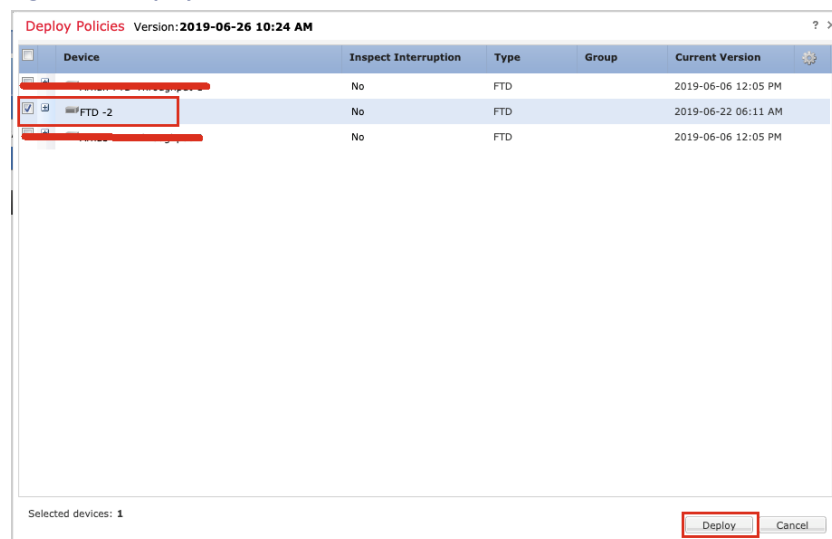 Deploy Policies Version:2019-06-26 10:24 AM ?
Device Inspect Interruption Type Group Current Version
No FTD 2019-06-06 12:05 PM
FTD -2 No FTD 2019-06-22 06:11 AM
No FTD 2019-06-06 12:05 PM
Selected devices: 1
Deploy Cancel